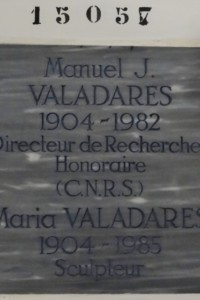 15057
Manuel J.
VALADARES
1904-1982
Directeur de Recherche
Honoraire
(C.N.R.S.)
Maria VALADARES
1904-1985
Sculpteur